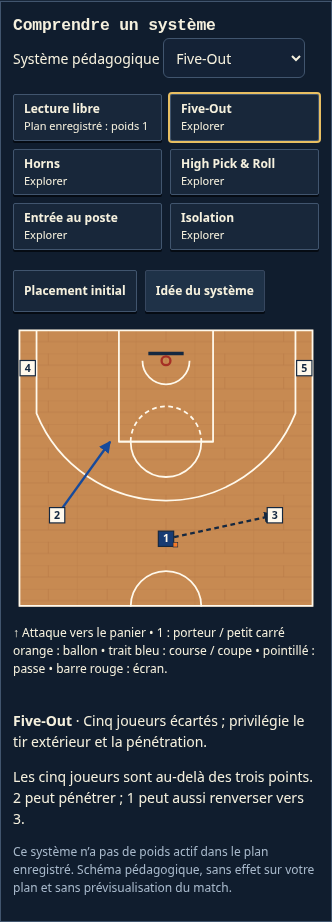 Comprendre un système
Système pédagogique Five-Out
Lecture libre
Plan enregistré : poids 1
Five-Out
Explorer
Horns
Explorer
High Pick & Roll
Explorer
Entrée au poste
Explorer
Isolation
Explorer
Placement initial
Idée du système
4
5
2
3
1
↑ Attaque vers le panier • 1 : porteur / petit carré
orange : ballon • trait bleu : course / coupe • pointillé :
passe • barre rouge : écran.
Five-Out · Cinq joueurs écartés ; privilégie le
tir extérieur et la pénétration.
Les cinq joueurs sont au-delà des trois points.
2 peut pénétrer ; 1 peut aussi renverser vers
3.
Ce système n’a pas de poids actif dans le plan
enregistré. Schéma pédagogique, sans effet sur votre
plan et sans prévisualisation du match.